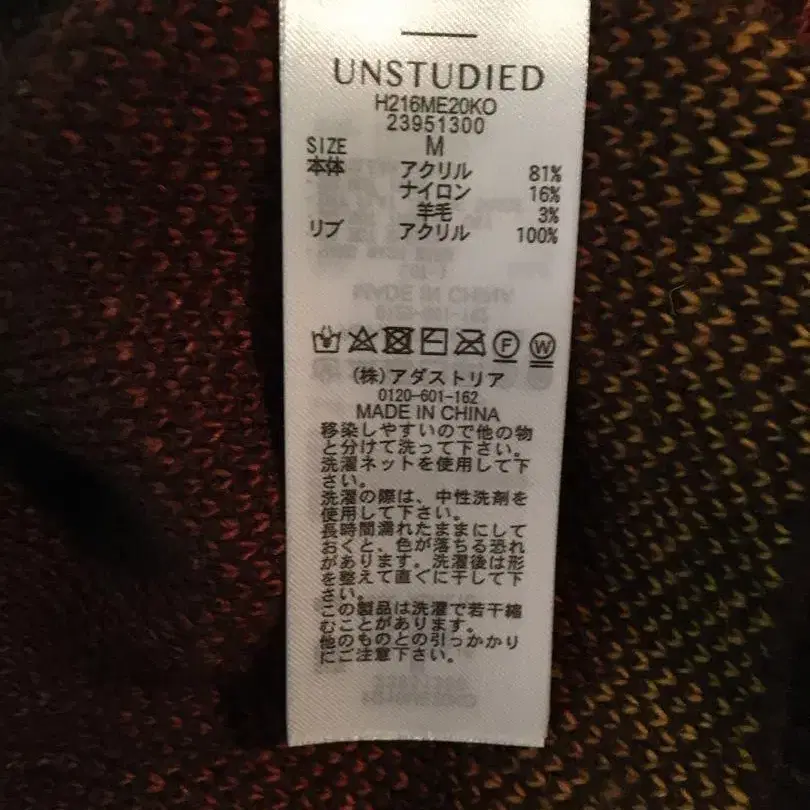 UNSTUDIED
H216ME20KO
23951300
SIZE M
本体 アクリル 81%
ナイロン 16%
羊毛 3%
リブ アクリル 100%
F W
(株)アダストリア
0120-601-162
MADE IN CHINA
移染しやすいので他の物
と分けて洗って下さい。
洗濯ネットを使用して下
さい。
洗濯の際は、中性洗剤を
使用して下さい。
長時間濡れたままにして
おくと、色が落ちる恐れ
があります。洗濯後は形
を整えて直ぐに干して下
さい。
この製品は洗濯で若干縮
むことがあります。
他のものとの引っかかり
にご注意下さい。